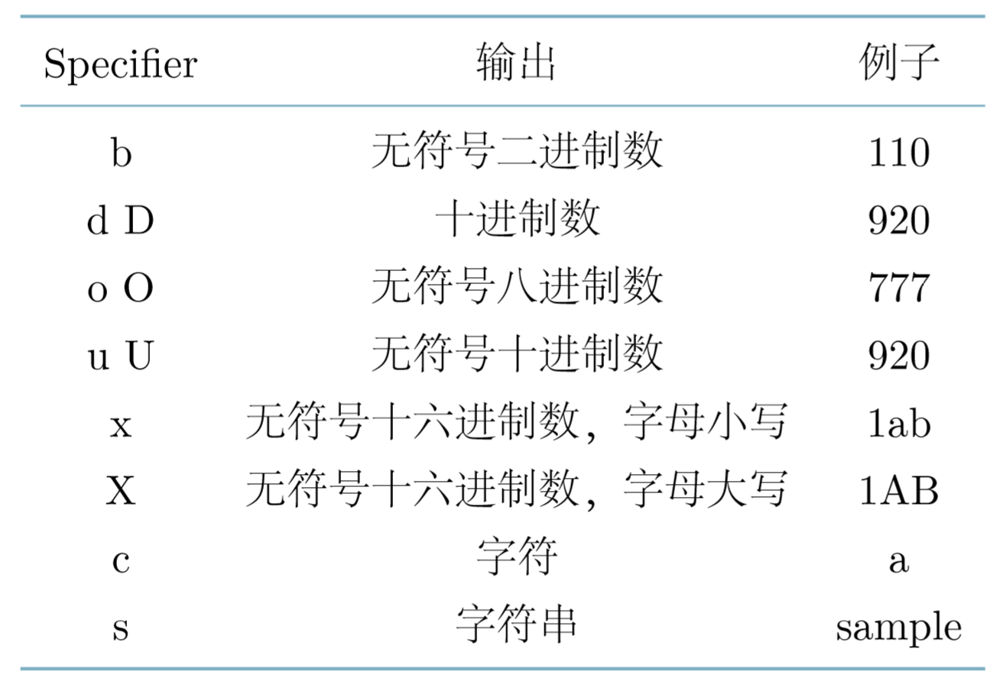 Specifier 输出 例子
b 无符号二进制数 110
d D 十进制数 920
o O 无符号八进制数 777
u U 无符号十进制数 920
x 无符号十六进制数，字母小写 1ab
X 无符号十六进制数，字母大写 1AB
c 字符 a
s 字符串 sample